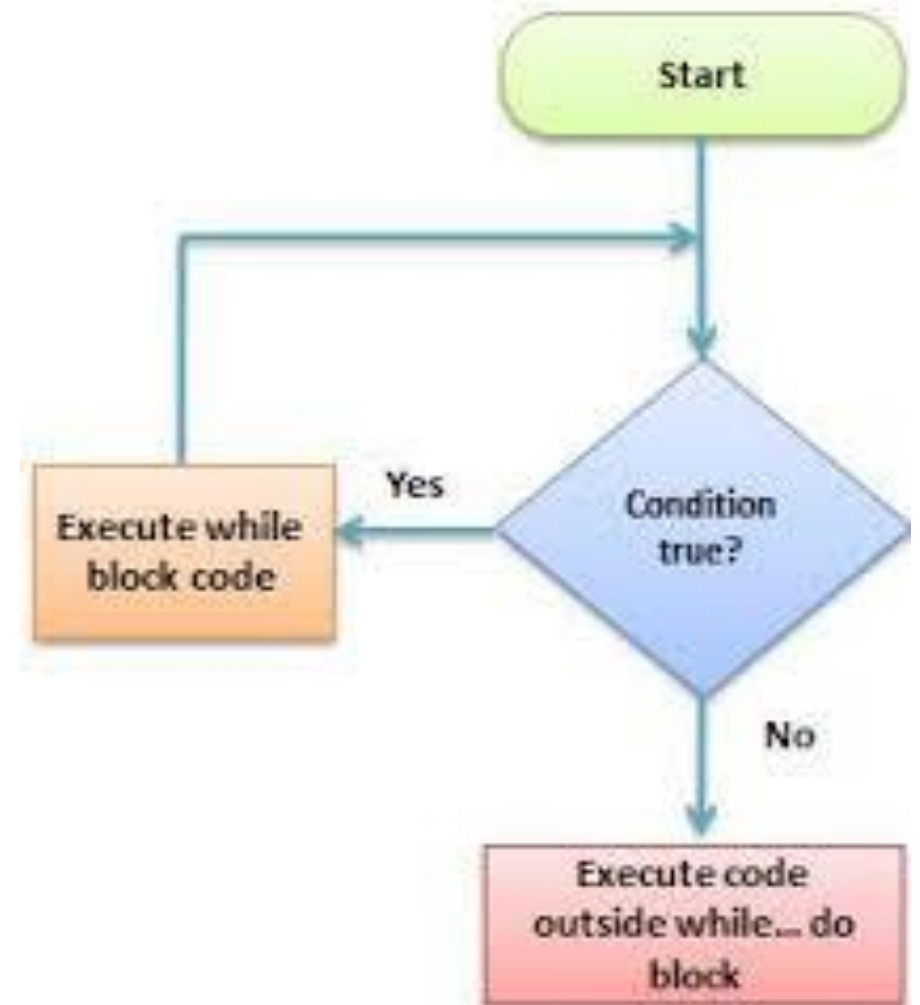 Start
Yes
Condition
true?
Execute while
block code
No
Execute code
outside while... do
block